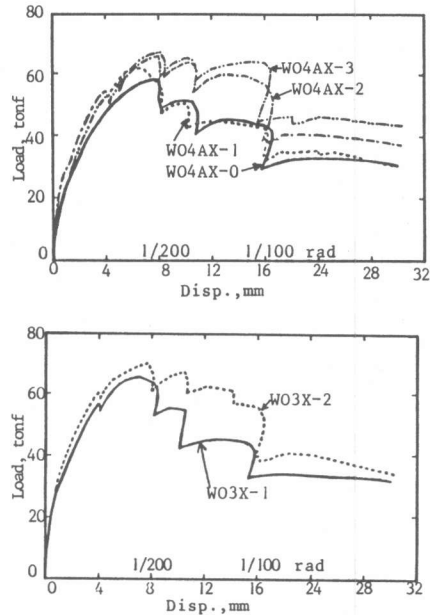 80
60
40
20
0
Load, tonf
WO4AX-3
WO4AX-2
WO4AX-1
WO4AX-0
1/200
1/100 rad
0 4 8 12 16 24 28 32
Disp.,mm
80
60
40
20
0
Load, tonf
WO3X-2
WO3X-1
1/200
1/100 rad
0 4 8 12 16 24 28 32
Disp.,mm